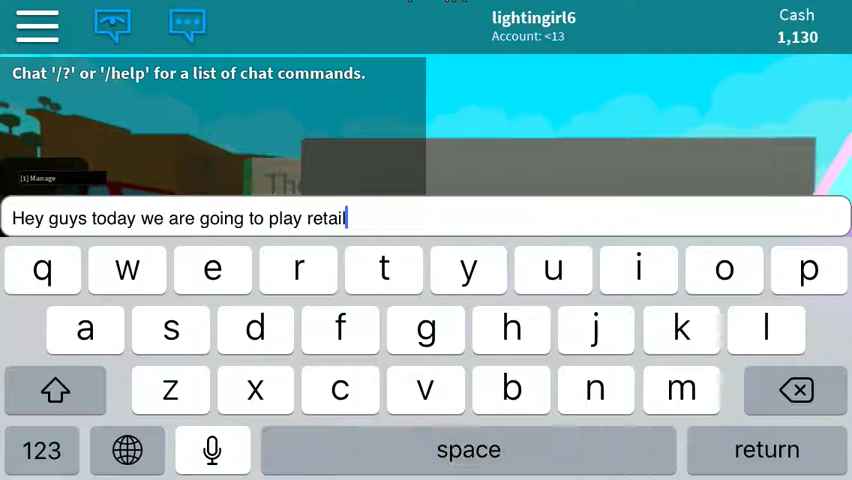 lightingirl6
Account: <13
Cash
1,130
Chat '/?' or '/help' for a list of chat commands.
[1] Manage
Hey guys today we are going to play retail
q w e r t y u i o p
a s d f g h j k l
z x c v b n m
123 space return